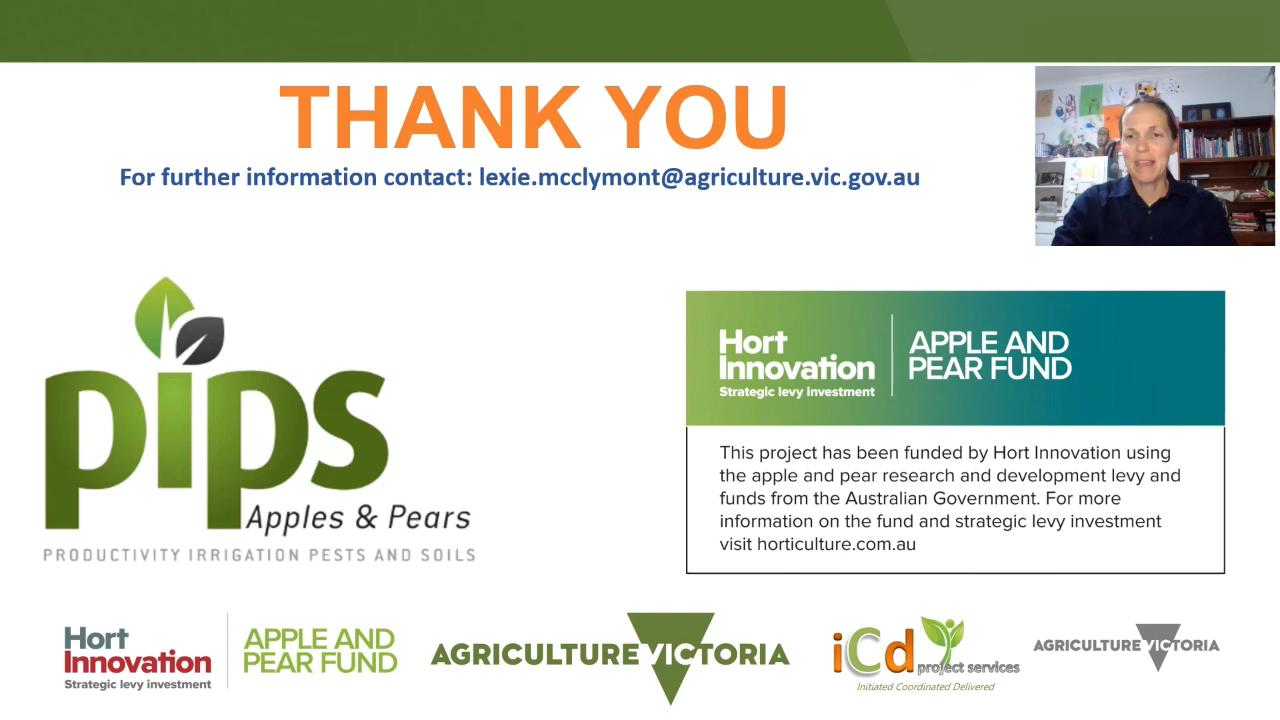 THANK YOU
For further information contact: lexie.mcclymont@agriculture.vic.gov.au
pips
Apples & Pears
PRODUCTIVITY IRRIGATION PESTS AND SOILS
Hort
Innovation
Strategic levy investment
APPLE AND
PEAR FUND
This project has been funded by Hort Innovation using
the apple and pear research and development levy and
funds from the Australian Government. For more
information on the fund and strategic levy investment
visit horticulture.com.au
Hort
Innovation
Strategic levy investment
APPLE AND
PEAR FUND
AGRICULTURE VICTORIA
iCd project services
Initiated Coordinated Delivered
AGRICULTURE VICTORIA